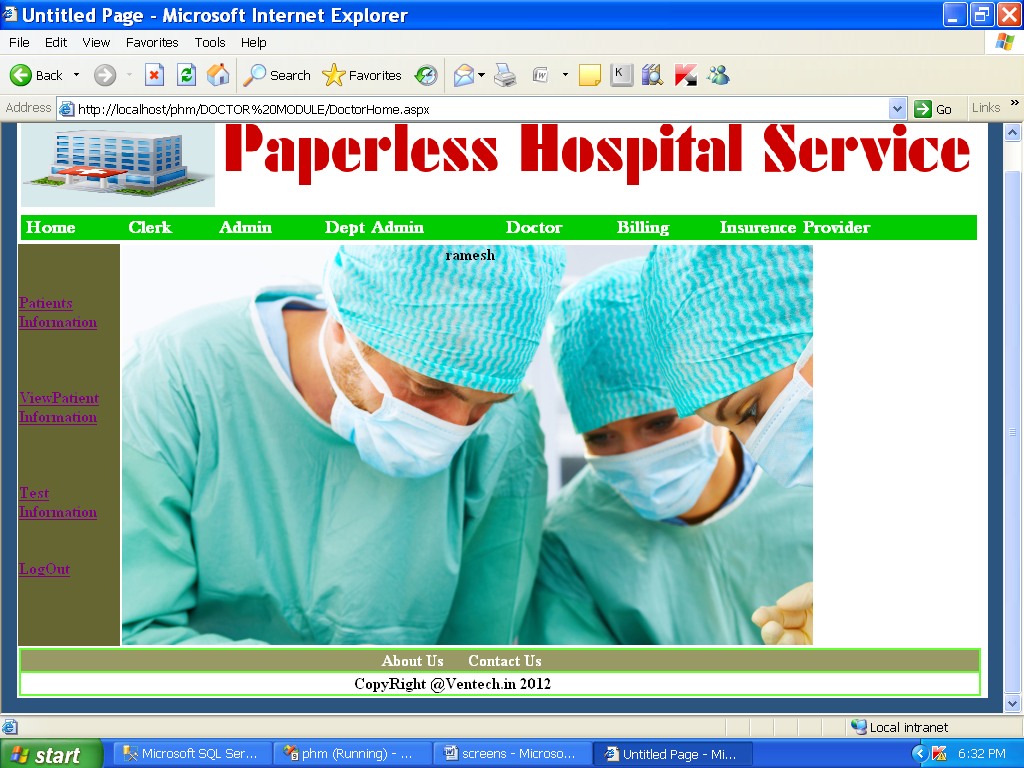 Untitled Page - Microsoft Internet Explorer
File Edit View Favorites Tools Help
Back Search Favorites
Address http://localhost/phm/DOCTOR%20MODULE/DoctorHome.aspx Go Links »
Paperless Hospital Service
Home Clerk Admin Dept Admin Doctor Billing Insurence Provider
ramesh
Patients
Information
ViewPatient
Information
Test
Information
LogOut
About Us Contact Us
CopyRight @Ventech.in 2012
Local intranet
start Microsoft SQL Ser... phm (Running) - ... screens - Microso... Untitled Page - Mi... 6:32 PM